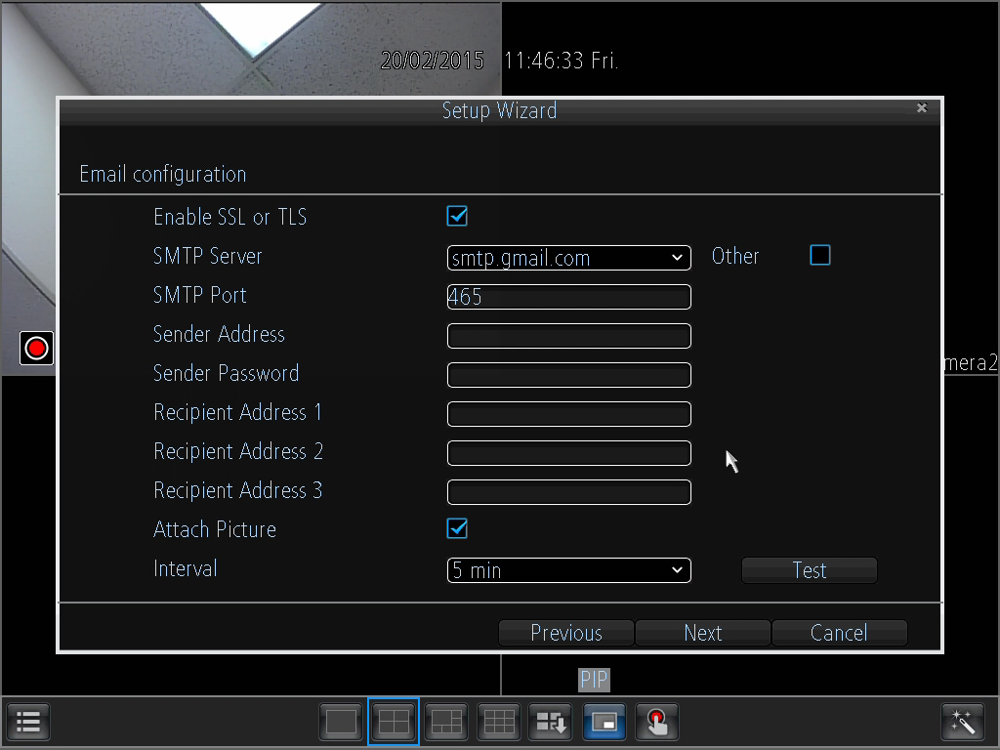 20/02/2015 11:46:33 Fri.
Setup Wizard
Email configuration
Enable SSL or TLS
SMTP Server smtp.gmail.com Other
SMTP Port 465
Sender Address
mera2
Sender Password
Recipient Address 1
Recipient Address 2
Recipient Address 3
Attach Picture
Interval 5 min Test
Previous Next Cancel
PIP